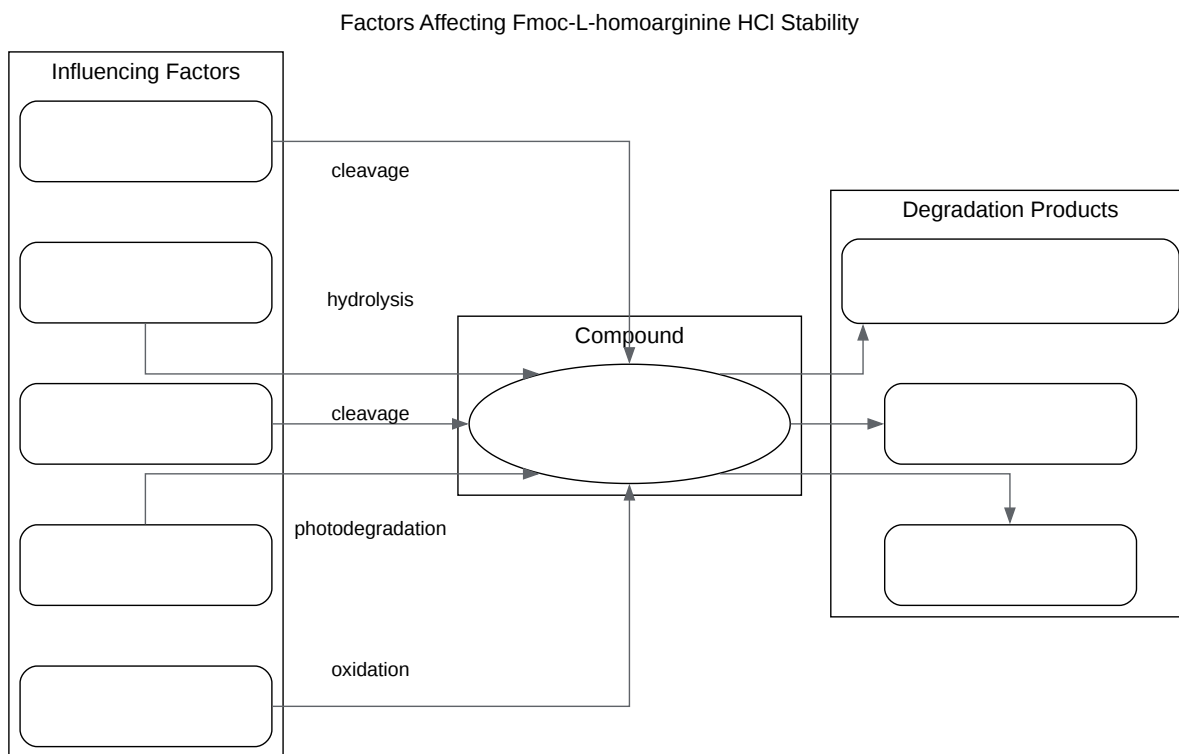 Factors Affecting Fmoc-L-homoarginine HCl Stability
Influencing Factors
cleavage
hydrolysis
cleavage
photodegradation
oxidation
Compound
Degradation Products